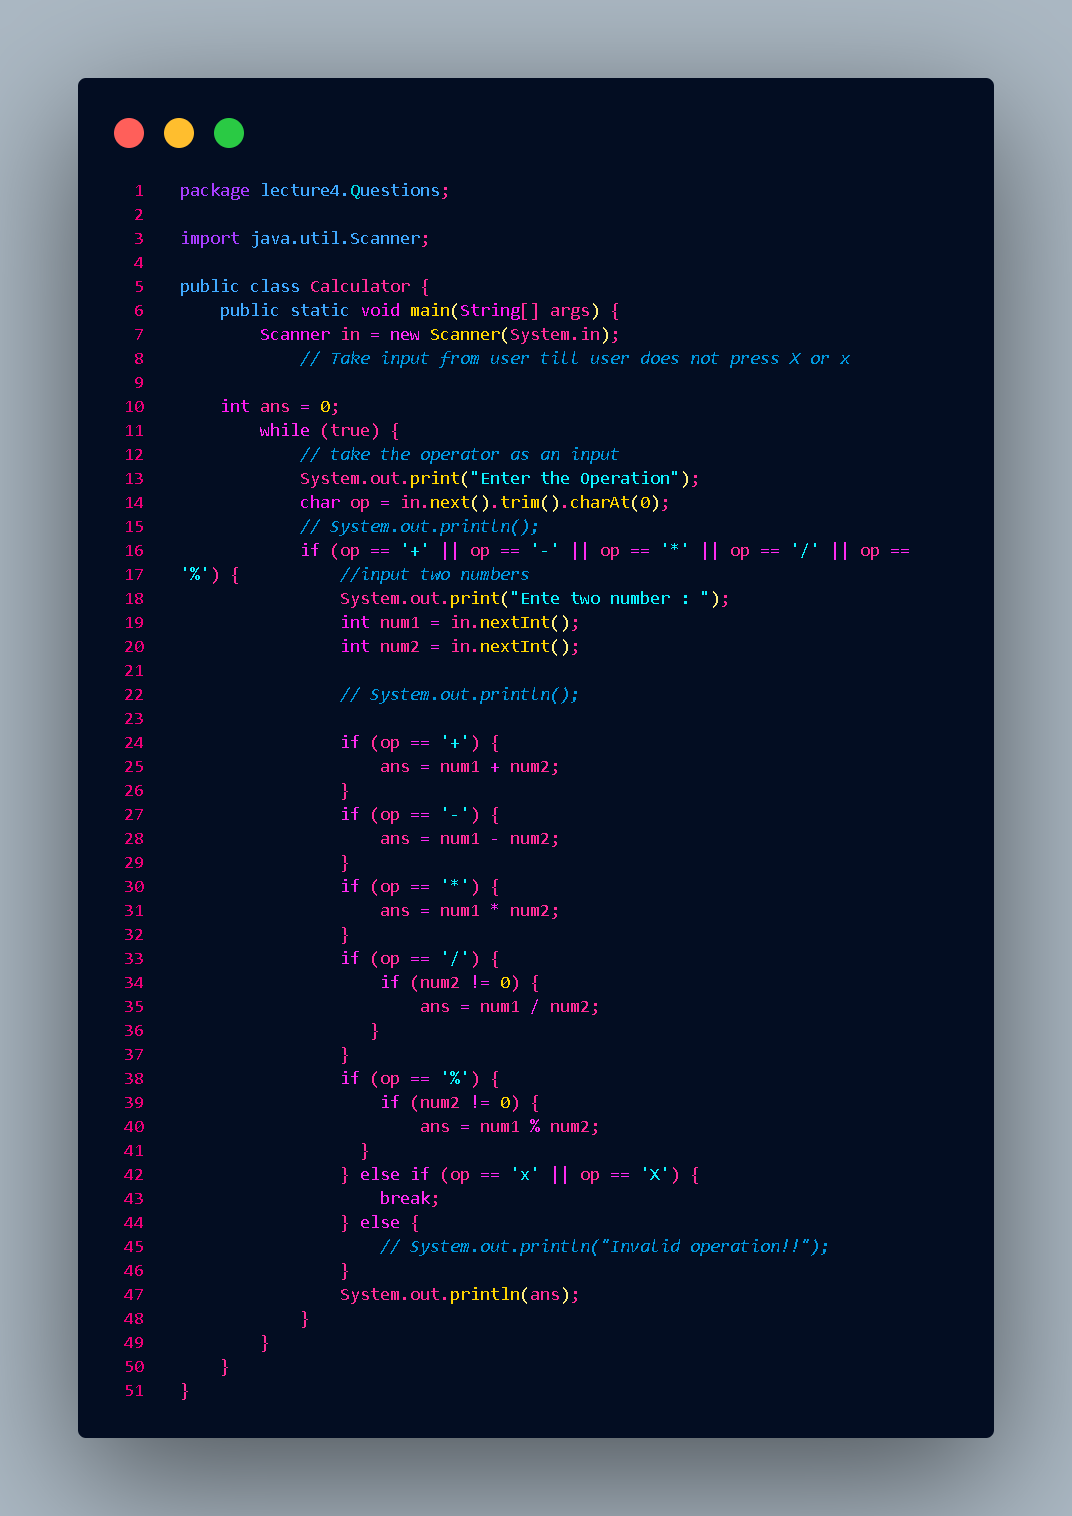 1 package lecture4.Questions;
2
3 import java.util.Scanner;
4
5 public class Calculator {
6     public static void main(String[] args) {
7         Scanner in = new Scanner(System.in);
8             // Take input from user till user does not press X or x
9
10     int ans = 0;
11         while (true) {
12             // take the operator as an input
13             System.out.print("Enter the Operation");
14             char op = in.next().trim().charAt(0);
15             // System.out.println();
16             if (op == '+' || op == '-' || op == '*' || op == '/' || op ==
17 '%') {          //input two numbers
18                 System.out.print("Ente two number : ");
19                 int num1 = in.nextInt();
20                 int num2 = in.nextInt();
21
22                 // System.out.println();
23
24                 if (op == '+') {
25                     ans = num1 + num2;
26                 }
27                 if (op == '-') {
28                     ans = num1 - num2;
29                 }
30                 if (op == '*') {
31                     ans = num1 * num2;
32                 }
33                 if (op == '/') {
34                     if (num2 != 0) {
35                         ans = num1 / num2;
36                    }
37                 }
38                 if (op == '%') {
39                     if (num2 != 0) {
40                         ans = num1 % num2;
41                   }
42                 } else if (op == 'x' || op == 'X') {
43                     break;
44                 } else {
45                     // System.out.println("Invalid operation!!");
46                 }
47                 System.out.println(ans);
48             }
49         }
50     }
51 }